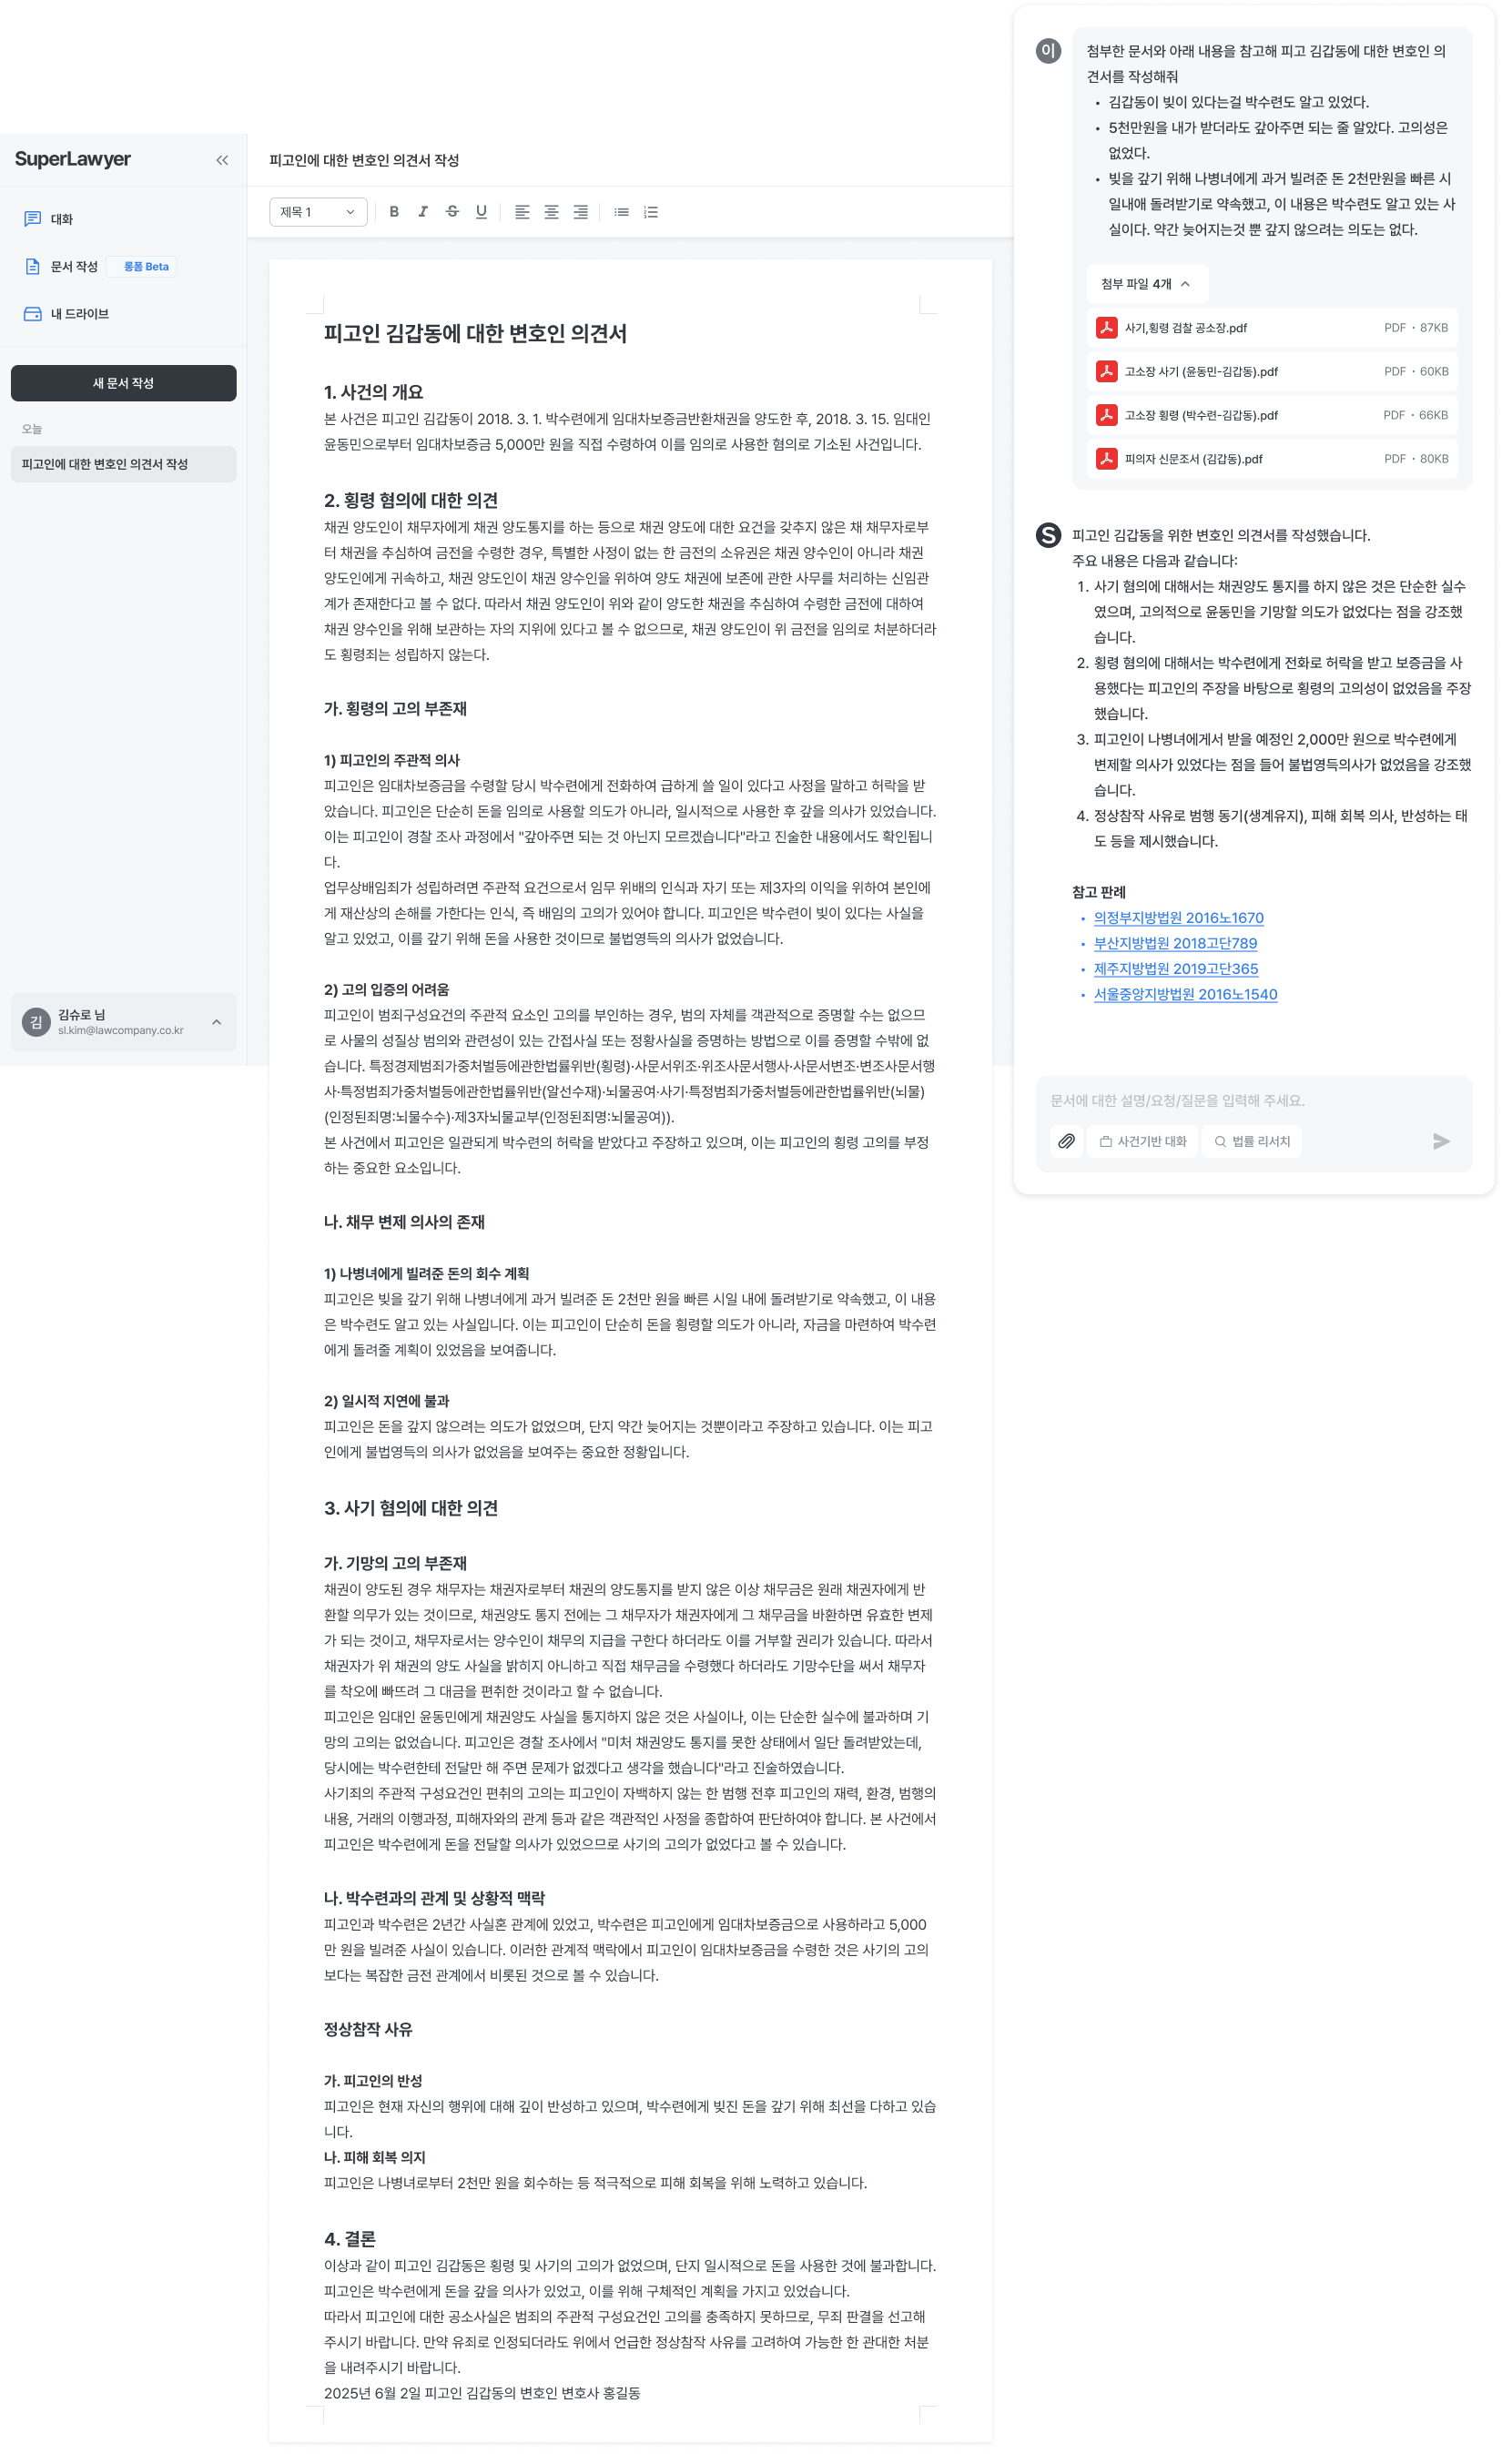 SuperLawyer
대화
문서 작성 롱폼 Beta
내 드라이브
새 문서 작성
오늘
피고인에 대한 변호인 의견서 작성
김
김슈로 님
sl.kim@lawcompany.co.kr
피고인에 대한 변호인 의견서 작성
제목 1 B I S U
피고인 김갑동에 대한 변호인 의견서
1. 사건의 개요
본 사건은 피고인 김갑동이 2018. 3. 1. 박수련에게 임대차보증금반환채권을 양도한 후, 2018. 3. 15. 임대인
윤동민으로부터 임대차보증금 5,000만 원을 직접 수령하여 이를 임의로 사용한 혐의로 기소된 사건입니다.
2. 횡령 혐의에 대한 의견
채권 양도인이 채무자에게 채권 양도통지를 하는 등으로 채권 양도에 대한 요건을 갖추지 않은 채 채무자로부
터 채권을 추심하여 금전을 수령한 경우, 특별한 사정이 없는 한 금전의 소유권은 채권 양수인이 아니라 채권
양도인에게 귀속하고, 채권 양도인이 채권 양수인을 위하여 양도 채권에 보존에 관한 사무를 처리하는 신임관
계가 존재한다고 볼 수 없다. 따라서 채권 양도인이 위와 같이 양도한 채권을 추심하여 수령한 금전에 대하여
채권 양수인을 위해 보관하는 자의 지위에 있다고 볼 수 없으므로, 채권 양도인이 위 금전을 임의로 처분하더라
도 횡령죄는 성립하지 않는다.
가. 횡령의 고의 부존재
1) 피고인의 주관적 의사
피고인은 임대차보증금을 수령할 당시 박수련에게 전화하여 급하게 쓸 일이 있다고 사정을 말하고 허락을 받
았습니다. 피고인은 단순히 돈을 임의로 사용할 의도가 아니라, 일시적으로 사용한 후 갚을 의사가 있었습니다.
이는 피고인이 경찰 조사 과정에서 "갚아주면 되는 것 아닌지 모르겠습니다"라고 진술한 내용에서도 확인됩니
다.
업무상배임죄가 성립하려면 주관적 요건으로서 임무 위배의 인식과 자기 또는 제3자의 이익을 위하여 본인에
게 재산상의 손해를 가한다는 인식, 즉 배임의 고의가 있어야 합니다. 피고인은 박수련이 빚이 있다는 사실을
알고 있었고, 이를 갚기 위해 돈을 사용한 것이므로 불법영득의 의사가 없었습니다.
2) 고의 입증의 어려움
피고인이 범죄구성요건의 주관적 요소인 고의를 부인하는 경우, 범의 자체를 객관적으로 증명할 수는 없으므
로 사물의 성질상 범의와 관련성이 있는 간접사실 또는 정황사실을 증명하는 방법으로 이를 증명할 수밖에 없
습니다. 특정경제범죄가중처벌등에관한법률위반(횡령)·사문서위조·위조사문서행사·사문서변조·변조사문서행
사·특정범죄가중처벌등에관한법률위반(알선수재)·뇌물공여·사기·특정범죄가중처벌등에관한법률위반(뇌물)
(인정된죄명:뇌물수수)·제3자뇌물교부(인정된죄명:뇌물공여)).
본 사건에서 피고인은 일관되게 박수련의 허락을 받았다고 주장하고 있으며, 이는 피고인의 횡령 고의를 부정
하는 중요한 요소입니다.
나. 채무 변제 의사의 존재
1) 나병녀에게 빌려준 돈의 회수 계획
피고인은 빚을 갚기 위해 나병녀에게 과거 빌려준 돈 2천만 원을 빠른 시일 내에 돌려받기로 약속했고, 이 내용
은 박수련도 알고 있는 사실입니다. 이는 피고인이 단순히 돈을 횡령할 의도가 아니라, 자금을 마련하여 박수련
에게 돌려줄 계획이 있었음을 보여줍니다.
2) 일시적 지연에 불과
피고인은 돈을 갚지 않으려는 의도가 없었으며, 단지 약간 늦어지는 것뿐이라고 주장하고 있습니다. 이는 피고
인에게 불법영득의 의사가 없었음을 보여주는 중요한 정황입니다.
3. 사기 혐의에 대한 의견
가. 기망의 고의 부존재
채권이 양도된 경우 채무자는 채권자로부터 채권의 양도통지를 받지 않은 이상 채무금은 원래 채권자에게 반
환할 의무가 있는 것이므로, 채권양도 통지 전에는 그 채무자가 채권자에게 그 채무금을 바환하면 유효한 변제
가 되는 것이고, 채무자로서는 양수인이 채무의 지급을 구한다 하더라도 이를 거부할 권리가 있습니다. 따라서
채권자가 위 채권의 양도 사실을 밝히지 아니하고 직접 채무금을 수령했다 하더라도 기망수단을 써서 채무자
를 착오에 빠뜨려 그 대금을 편취한 것이라고 할 수 없습니다.
피고인은 임대인 윤동민에게 채권양도 사실을 통지하지 않은 것은 사실이나, 이는 단순한 실수에 불과하며 기
망의 고의는 없었습니다. 피고인은 경찰 조사에서 "미처 채권양도 통지를 못한 상태에서 일단 돌려받았는데,
당시에는 박수련한테 전달만 해 주면 문제가 없겠다고 생각을 했습니다"라고 진술하였습니다.
사기죄의 주관적 구성요건인 편취의 고의는 피고인이 자백하지 않는 한 범행 전후 피고인의 재력, 환경, 범행의
내용, 거래의 이행과정, 피해자와의 관계 등과 같은 객관적인 사정을 종합하여 판단하여야 합니다. 본 사건에서
피고인은 박수련에게 돈을 전달할 의사가 있었으므로 사기의 고의가 없었다고 볼 수 있습니다.
나. 박수련과의 관계 및 상황적 맥락
피고인과 박수련은 2년간 사실혼 관계에 있었고, 박수련은 피고인에게 임대차보증금으로 사용하라고 5,000
만 원을 빌려준 사실이 있습니다. 이러한 관계적 맥락에서 피고인이 임대차보증금을 수령한 것은 사기의 고의
보다는 복잡한 금전 관계에서 비롯된 것으로 볼 수 있습니다.
정상참작 사유
가. 피고인의 반성
피고인은 현재 자신의 행위에 대해 깊이 반성하고 있으며, 박수련에게 빚진 돈을 갚기 위해 최선을 다하고 있습
니다.
나. 피해 회복 의지
피고인은 나병녀로부터 2천만 원을 회수하는 등 적극적으로 피해 회복을 위해 노력하고 있습니다.
4. 결론
이상과 같이 피고인 김갑동은 횡령 및 사기의 고의가 없었으며, 단지 일시적으로 돈을 사용한 것에 불과합니다.
피고인은 박수련에게 돈을 갚을 의사가 있었고, 이를 위해 구체적인 계획을 가지고 있었습니다.
따라서 피고인에 대한 공소사실은 범죄의 주관적 구성요건인 고의를 충족하지 못하므로, 무죄 판결을 선고해
주시기 바랍니다. 만약 유죄로 인정되더라도 위에서 언급한 정상참작 사유를 고려하여 가능한 한 관대한 처분
을 내려주시기 바랍니다.
2025년 6월 2일 피고인 김갑동의 변호인 변호사 홍길동
이
첨부한 문서와 아래 내용을 참고해 피고 김갑동에 대한 변호인 의
견서를 작성해줘
• 김갑동이 빚이 있다는걸 박수련도 알고 있었다.
• 5천만원을 내가 받더라도 갚아주면 되는 줄 알았다. 고의성은
없었다.
• 빚을 갚기 위해 나병녀에게 과거 빌려준 돈 2천만원을 빠른 시
일내에 돌려받기로 약속했고, 이 내용은 박수련도 알고 있는 사
실이다. 약간 늦어지는것 뿐 갚지 않으려는 의도는 없다.
첨부 파일 4개
사기,횡령 검찰 공소장.pdf PDF · 87KB
고소장 사기 (윤동민-김갑동).pdf PDF · 60KB
고소장 횡령 (박수련-김갑동).pdf PDF · 66KB
피의자 신문조서 (김갑동).pdf PDF · 80KB
S
피고인 김갑동을 위한 변호인 의견서를 작성했습니다.
주요 내용은 다음과 같습니다:
1. 사기 혐의에 대해서는 채권양도 통지를 하지 않은 것은 단순한 실수
였으며, 고의적으로 윤동민을 기망할 의도가 없었다는 점을 강조했
습니다.
2. 횡령 혐의에 대해서는 박수련에게 전화로 허락을 받고 보증금을 사
용했다는 피고인의 주장을 바탕으로 횡령의 고의성이 없었음을 주장
했습니다.
3. 피고인이 나병녀에게서 받을 예정인 2,000만 원으로 박수련에게
변제할 의사가 있었다는 점을 들어 불법영득의사가 없었음을 강조했
습니다.
4. 정상참작 사유로 범행 동기(생계유지), 피해 회복 의사, 반성하는 태
도 등을 제시했습니다.
참고 판례
• 의정부지방법원 2016노1670
• 부산지방법원 2018고단789
• 제주지방법원 2019고단365
• 서울중앙지방법원 2016노1540
문서에 대한 설명/요청/질문을 입력해 주세요.
사건기반 대화 법률 리서치